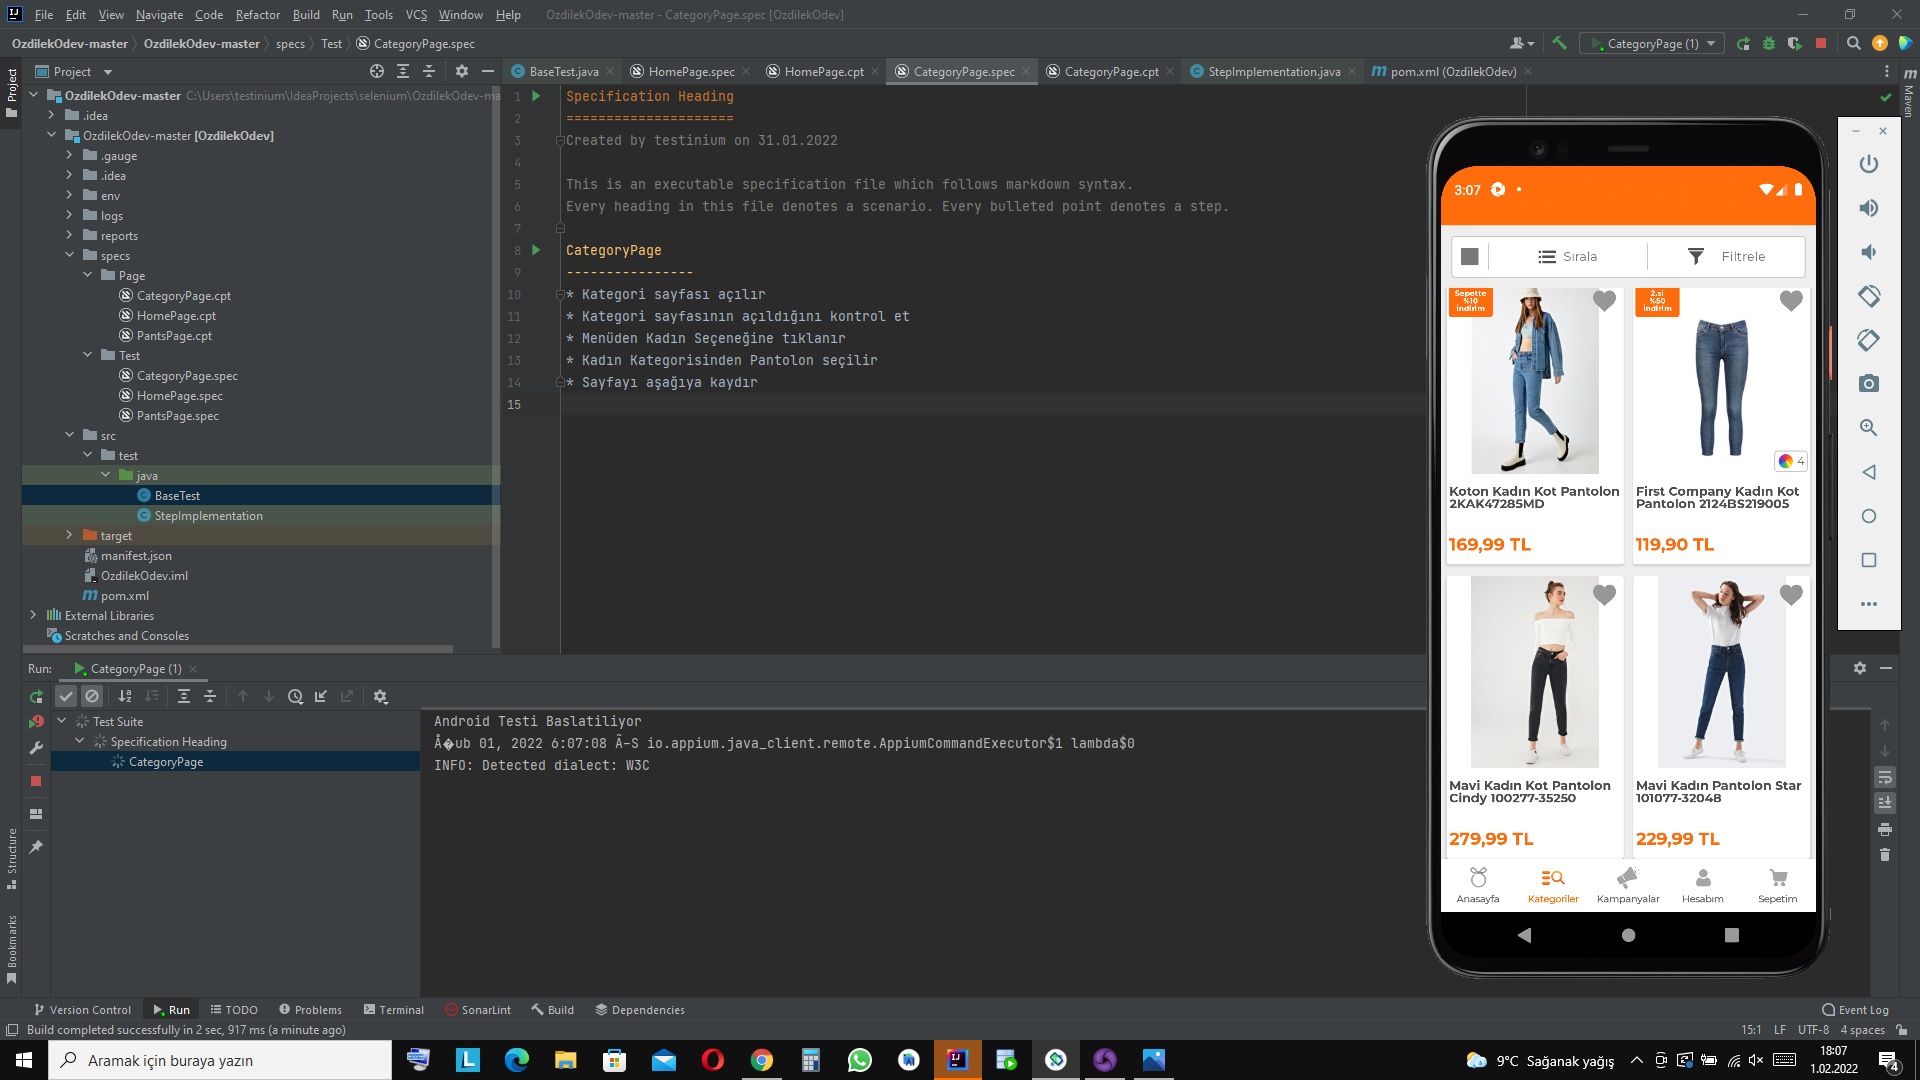 File Edit View Navigate Code Refactor Build Run Tools VCS Window Help OzdilekOdev-master - CategoryPage.spec [OzdilekOdev]
OzdilekOdev-master OzdilekOdev-master specs Test CategoryPage.spec
CategoryPage (1)
Project
BaseTest.java HomePage.spec HomePage.cpt CategoryPage.spec CategoryPage.cpt StepImplementation.java pom.xml (OzdilekOdev)
Project
Maven
OzdilekOdev-master C:\Users\testinium\IdeaProjects\selenium\OzdilekOdev-ma
.idea
OzdilekOdev-master [OzdilekOdev]
.gauge
.idea
env
logs
reports
specs
Page
CategoryPage.cpt
HomePage.cpt
PantsPage.cpt
Test
CategoryPage.spec
HomePage.spec
PantsPage.spec
src
test
java
BaseTest
StepImplementation
target
manifest.json
OzdilekOdev.iml
pom.xml
External Libraries
Scratches and Consoles
1 Specification Heading
2 =====================
3 Created by testinium on 31.01.2022
4
5 This is an executable specification file which follows markdown syntax.
6 Every heading in this file denotes a scenario. Every bulleted point denotes a step.
7
8 CategoryPage
9 ----------------
10 * Kategori sayfası açılır
11 * Kategori sayfasının açıldığını kontrol et
12 * Menüden Kadın Seçeneğine tıklanır
13 * Kadın Kategorisinden Pantolon seçilir
14 * Sayfayı aşağıya kaydır
15
3:07
Sırala Filtrele
Sepette %10 indirim
2.si %50 indirim
4
Koton Kadın Kot Pantolon 2KAK47285MD
169,99 TL
First Company Kadın Kot Pantolon 2124BS219005
119,90 TL
Mavi Kadın Kot Pantolon Cindy 100277-35250
279,99 TL
Mavi Kadın Pantolon Star 101077-32048
229,99 TL
Anasayfa Kategoriler Kampanyalar Hesabım Sepetim
Run: CategoryPage (1)
Test Suite
Specification Heading
CategoryPage
Android Testi Baslatiliyor
Å�ub 01, 2022 6:07:08 Ã–S io.appium.java_client.remote.AppiumCommandExecutor$1 lambda$0
INFO: Detected dialect: W3C
Structure
Bookmarks
Version Control Run TODO Problems Terminal SonarLint Build Dependencies Event Log
Build completed successfully in 2 sec, 917 ms (a minute ago) 15:1 LF UTF-8 4 spaces
Aramak için buraya yazın
9°C Sağanak yağış
18:07
1.02.2022
4